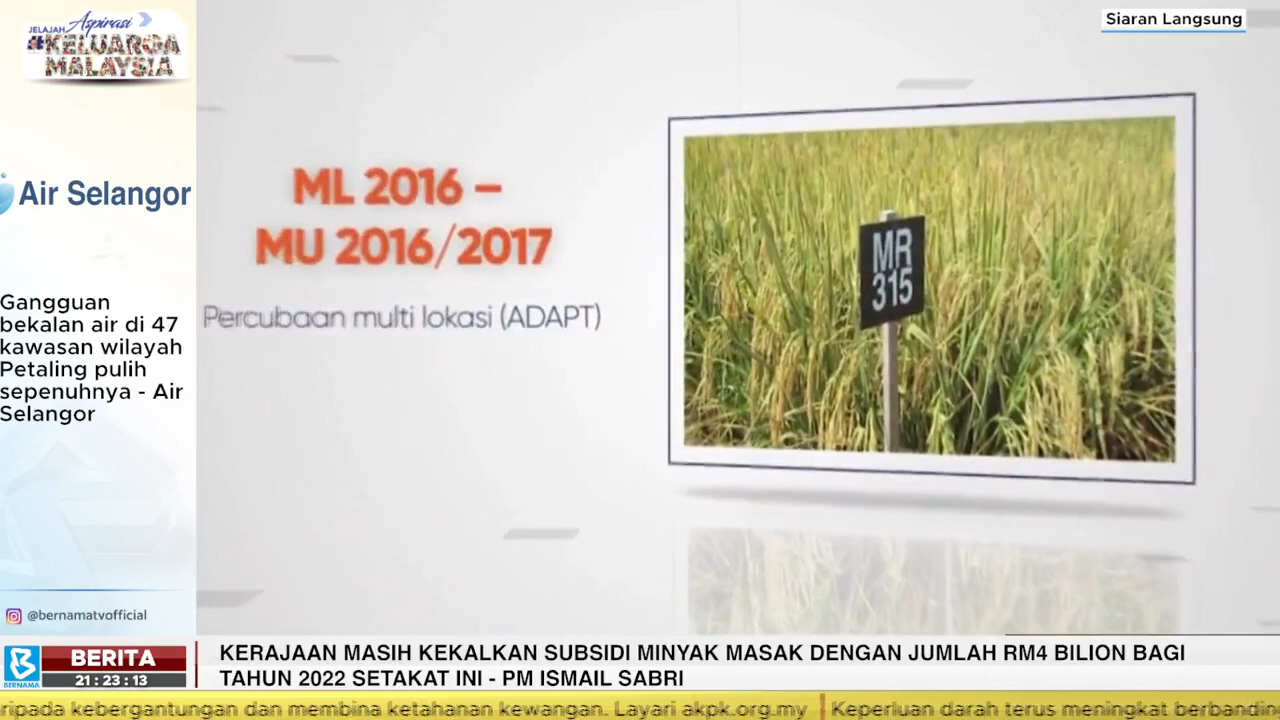 JELAJAH Aspirasi
#KELUARGA
MALAYSIA
Siaran Langsung
Air Selangor
Gangguan
bekalan air di 47
kawasan wilayah
Petaling pulih
sepenuhnya - Air
Selangor
@bernamatvofficial
ML 2016 –
MU 2016/2017
Percubaan multi lokasi (ADAPT)
MR
315
BERNAMA
BERITA
21:23:13
KERAJAAN MASIH KEKALKAN SUBSIDI MINYAK MASAK DENGAN JUMLAH RM4 BILION BAGI
TAHUN 2022 SETAKAT INI - PM ISMAIL SABRI
kebergantungan dan membina ketahanan kewangan. Layari akpk.org.my | Keperluan darah terus meningkat